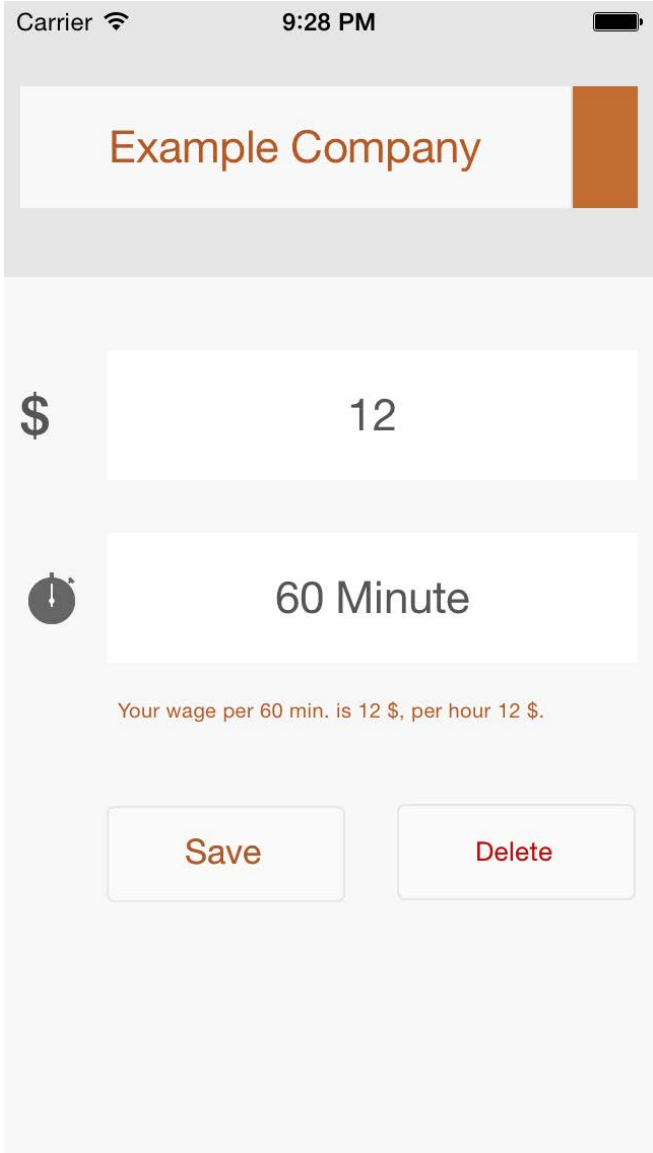 Carrier 9:28 PM
Example Company
$ 12
60 Minute
Your wage per 60 min. is 12 $, per hour 12 $.
Save Delete